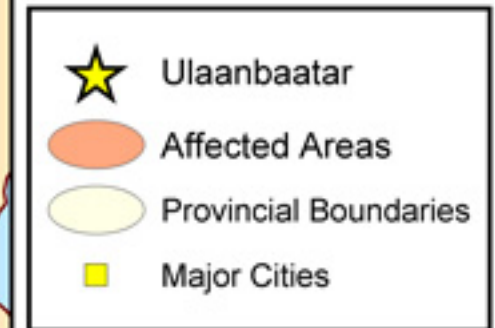 Ulaanbaatar
Affected Areas
Provincial Boundaries
Major Cities